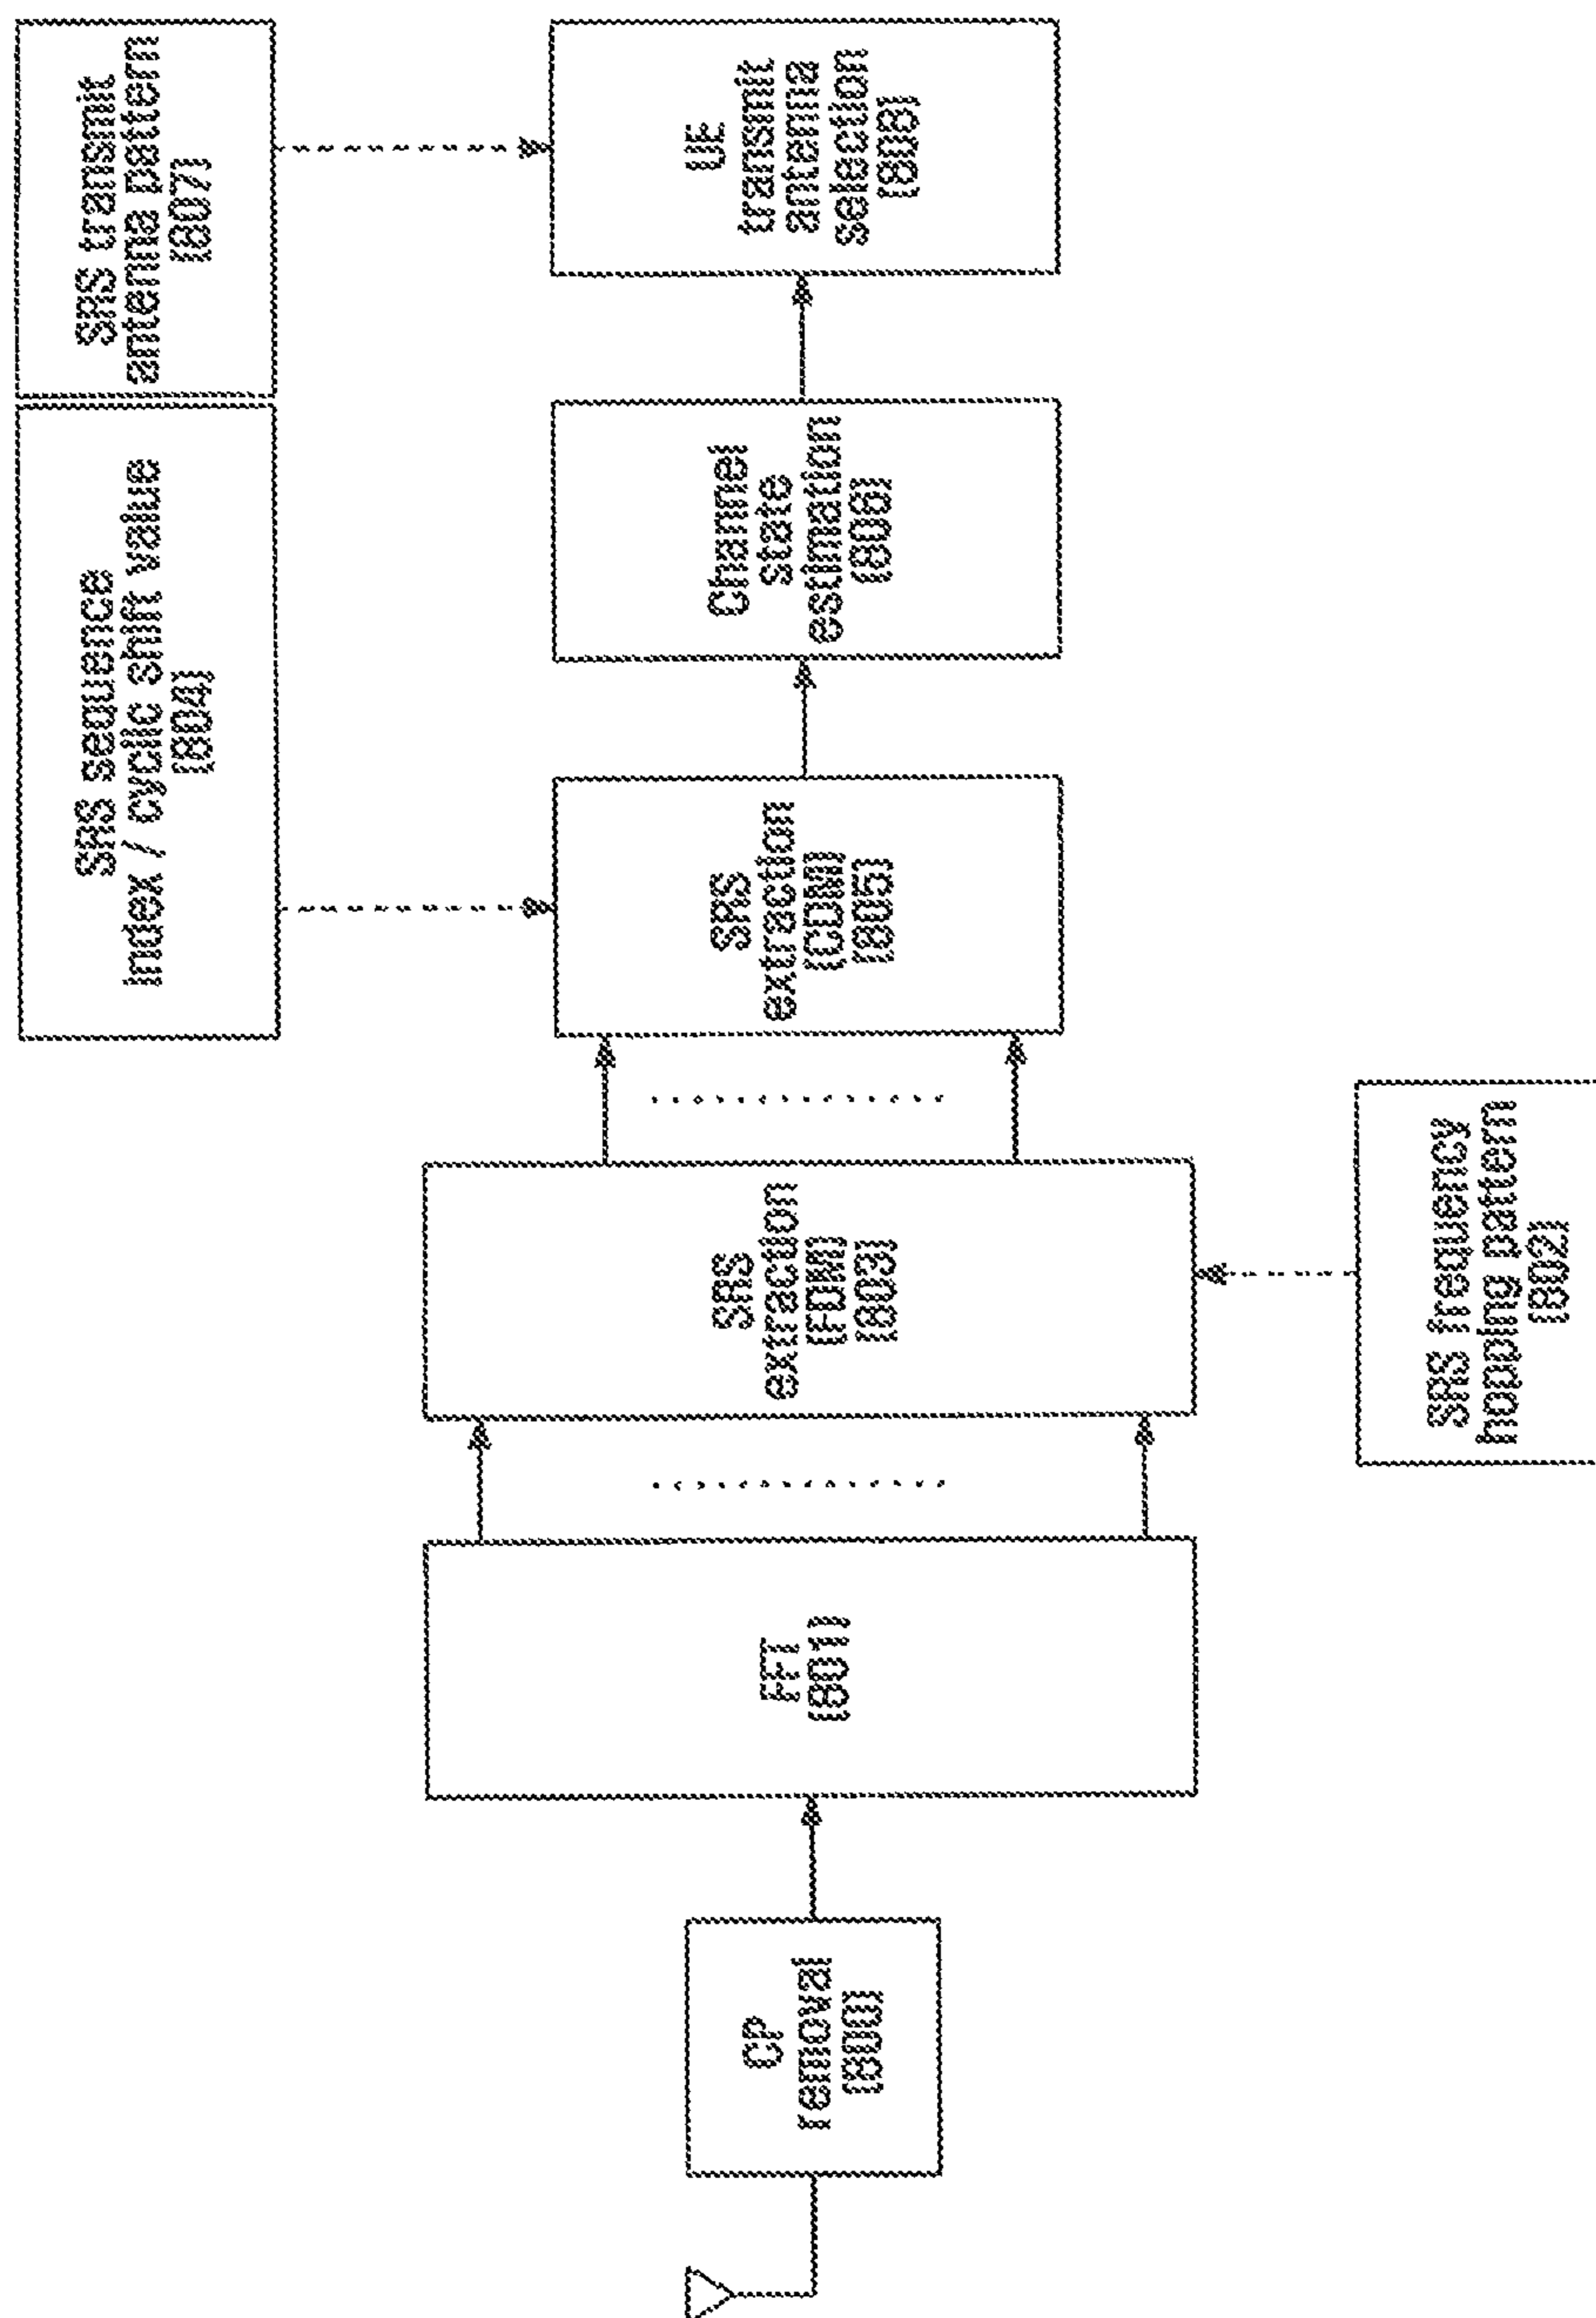 SRS sequence
index / cyclic shift value
(804)
SRS transmit
antenna pattern
(807)
CP
removal
(800)
FFT
(801)
SRS
extraction
(FDM)
(803)
SRS
extraction
(CDM)
(805)
Channel
state
estimation
(806)
UE
transmit
antenna
selection
(808)
SRS frequency
hopping pattern
(802)